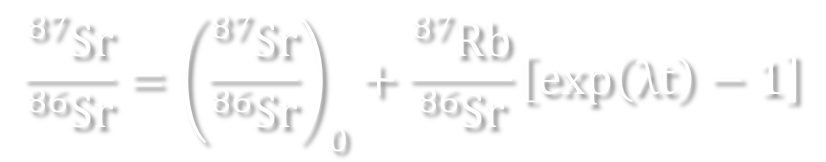 ⁸⁷Sr/⁸⁶Sr = (⁸⁷Sr/⁸⁶Sr)₀ + ⁸⁷Rb/⁸⁶Sr [exp(λt) − 1]